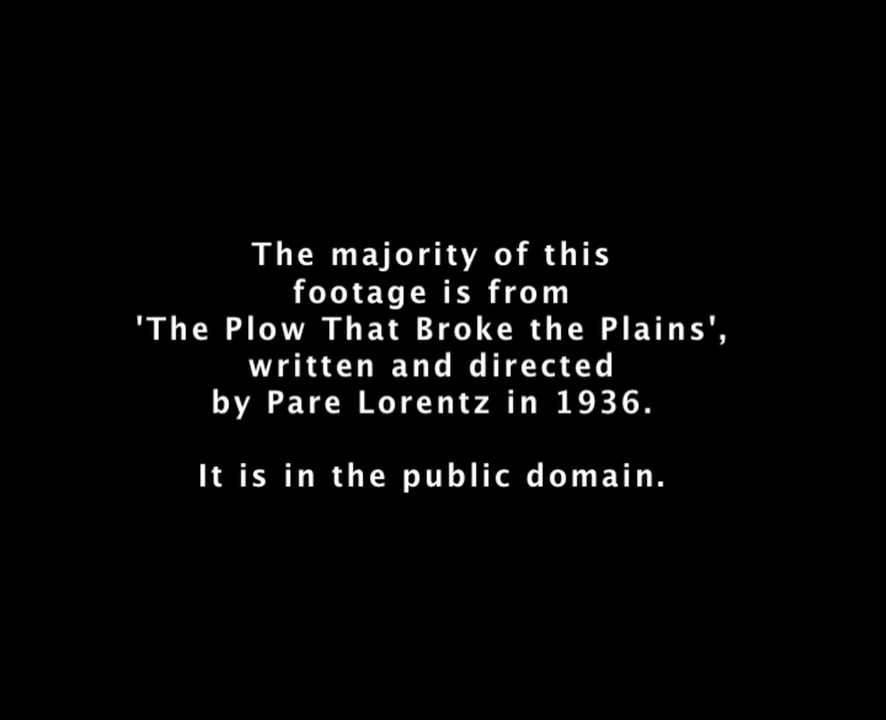 The majority of this
footage is from
'The Plow That Broke the Plains',
written and directed
by Pare Lorentz in 1936.
It is in the public domain.